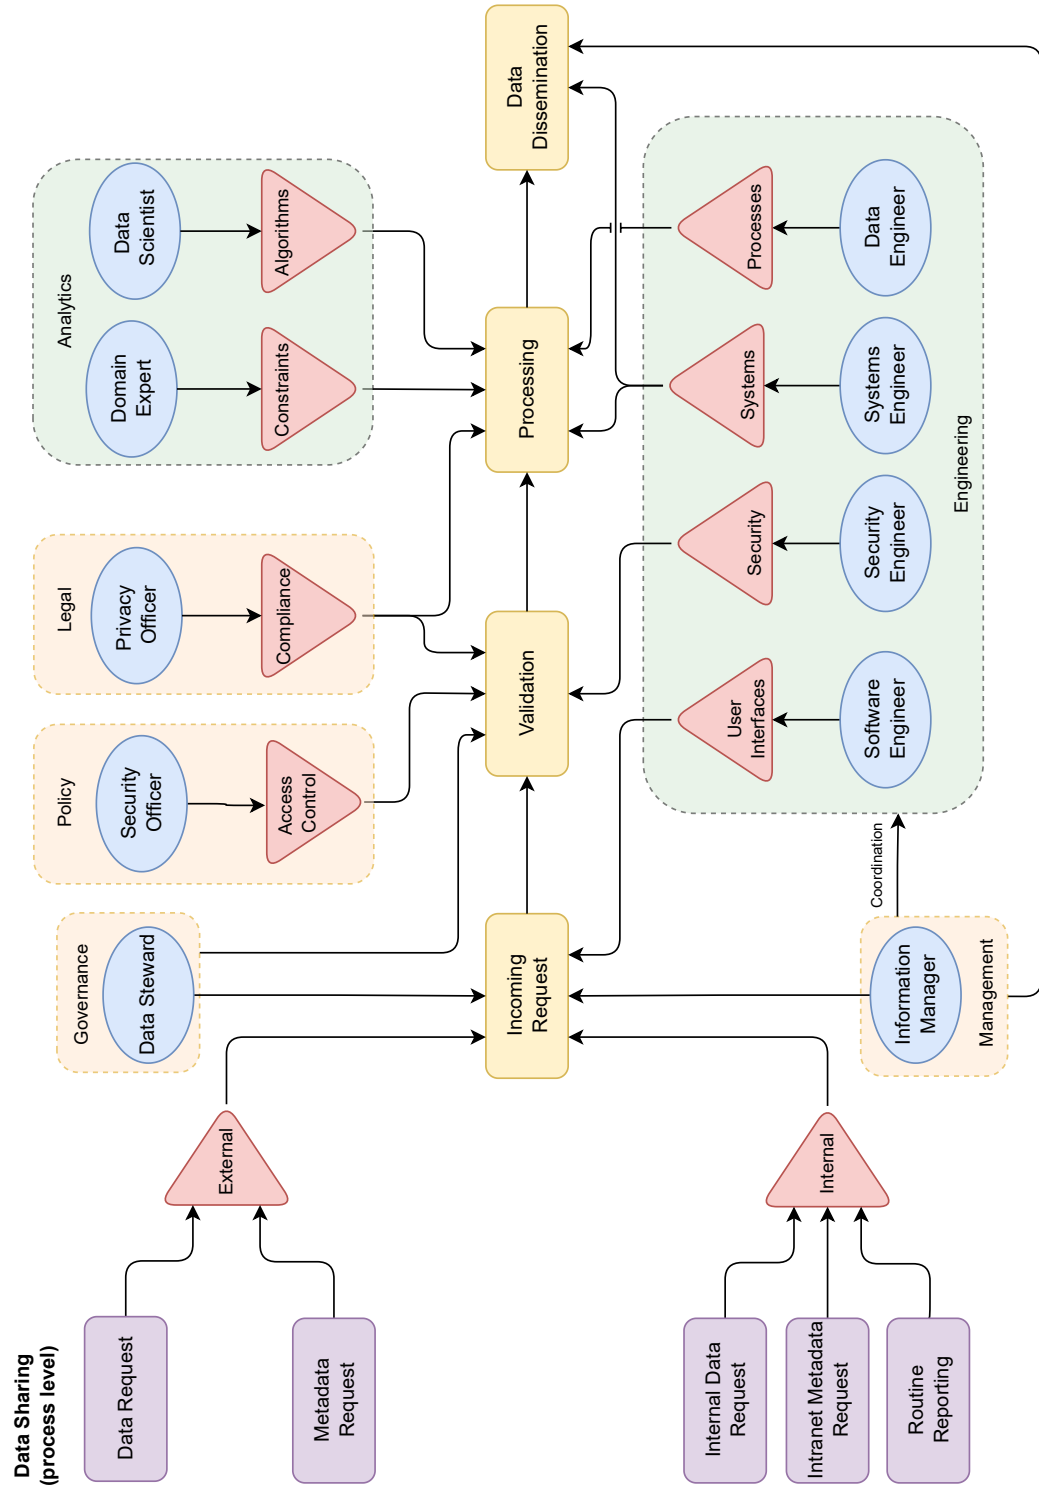 Data Sharing
(process level)
Data Request
Metadata
Request
Internal Data
Request
Intranet Metadata
Request
Routine
Reporting
External
Internal
Governance
Data Steward
Incoming
Request
Information
Manager
Management
Coordination
Policy
Security
Officer
Access
Control
Legal
Privacy
Officer
Compliance
Validation
User
Interfaces
Software
Engineer
Security
Security
Engineer
Analytics
Domain
Expert
Constraints
Data
Scientist
Algorithms
Processing
Systems
Systems
Engineer
Processes
Data
Engineer
Engineering
Data
Dissemination